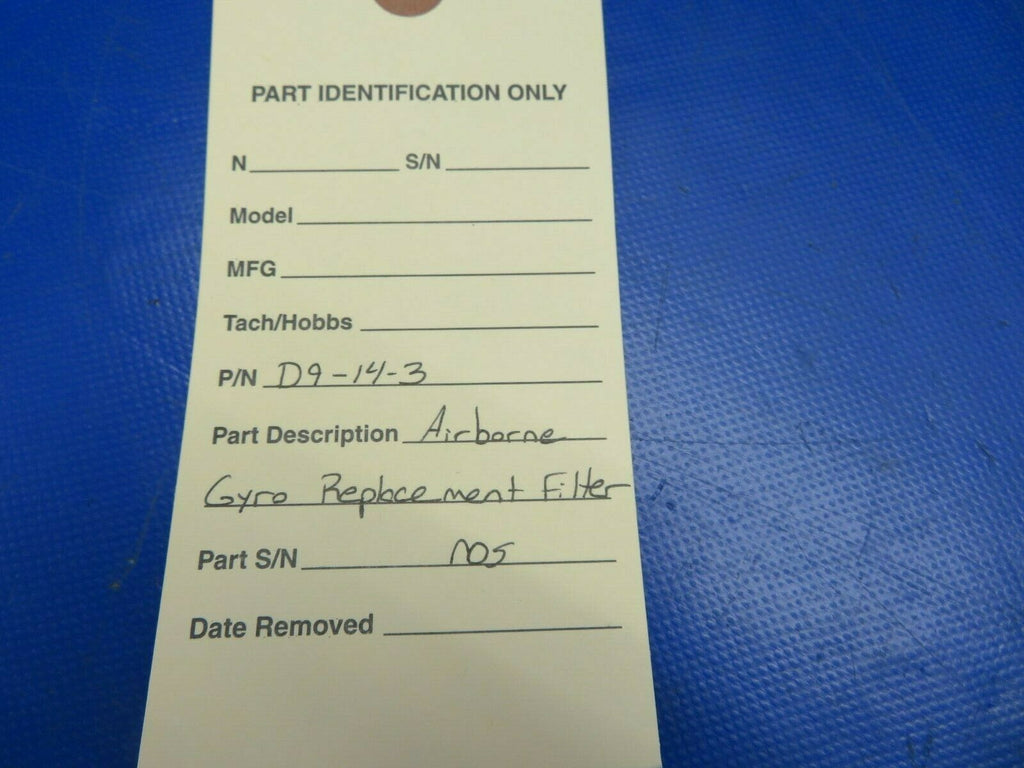 PART IDENTIFICATION ONLY
N S/N
Model
MFG
Tach/Hobbs
P/N D9-14-3
Part Description Airborne
Gyro Replacement Filter
Part S/N NOS
Date Removed